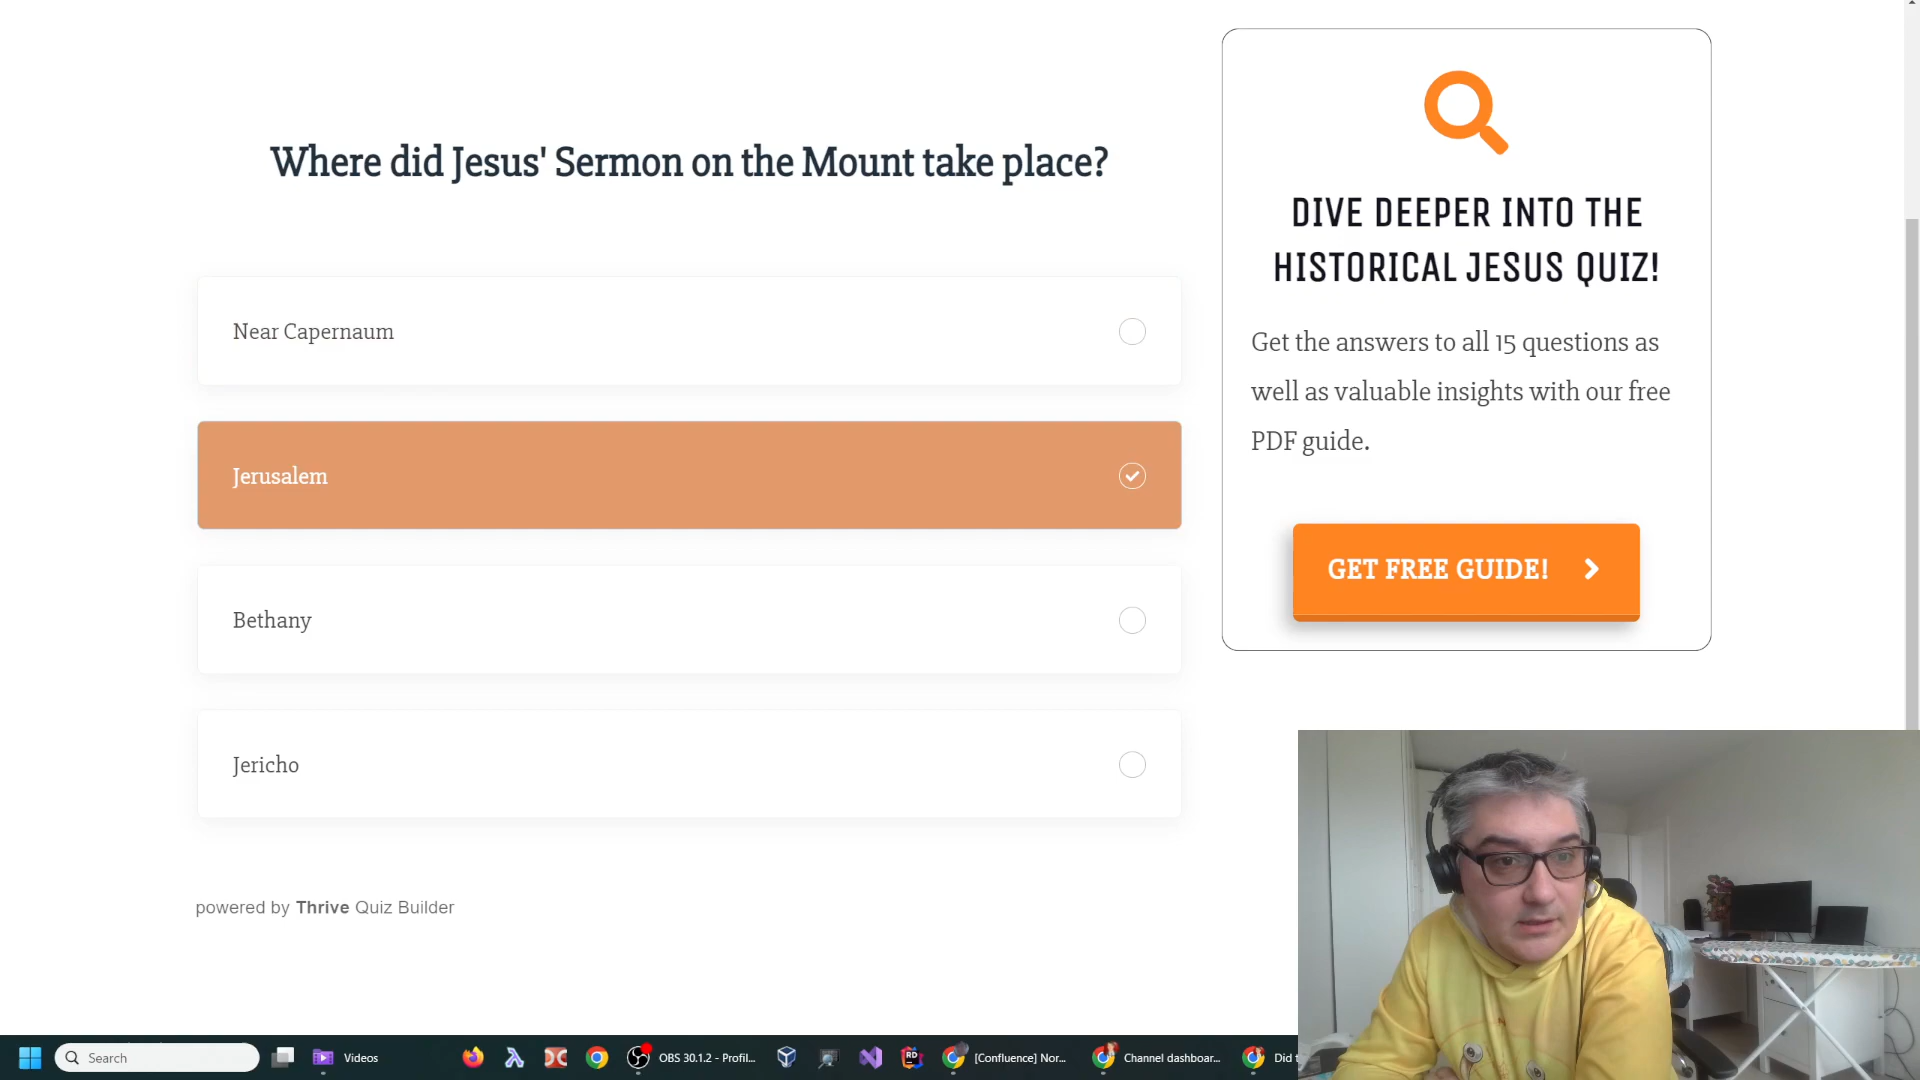 Where did Jesus' Sermon on the Mount take place?
Near Capernaum
Jerusalem
Bethany
Jericho
powered by Thrive Quiz Builder
DIVE DEEPER INTO THE
HISTORICAL JESUS QUIZ!
Get the answers to all 15 questions as
well as valuable insights with our free
PDF guide.
GET FREE GUIDE!
Search
Videos
OBS 30.1.2 - Profil...
RD
[Confluence] Nor...
Channel dashboar...
Did t